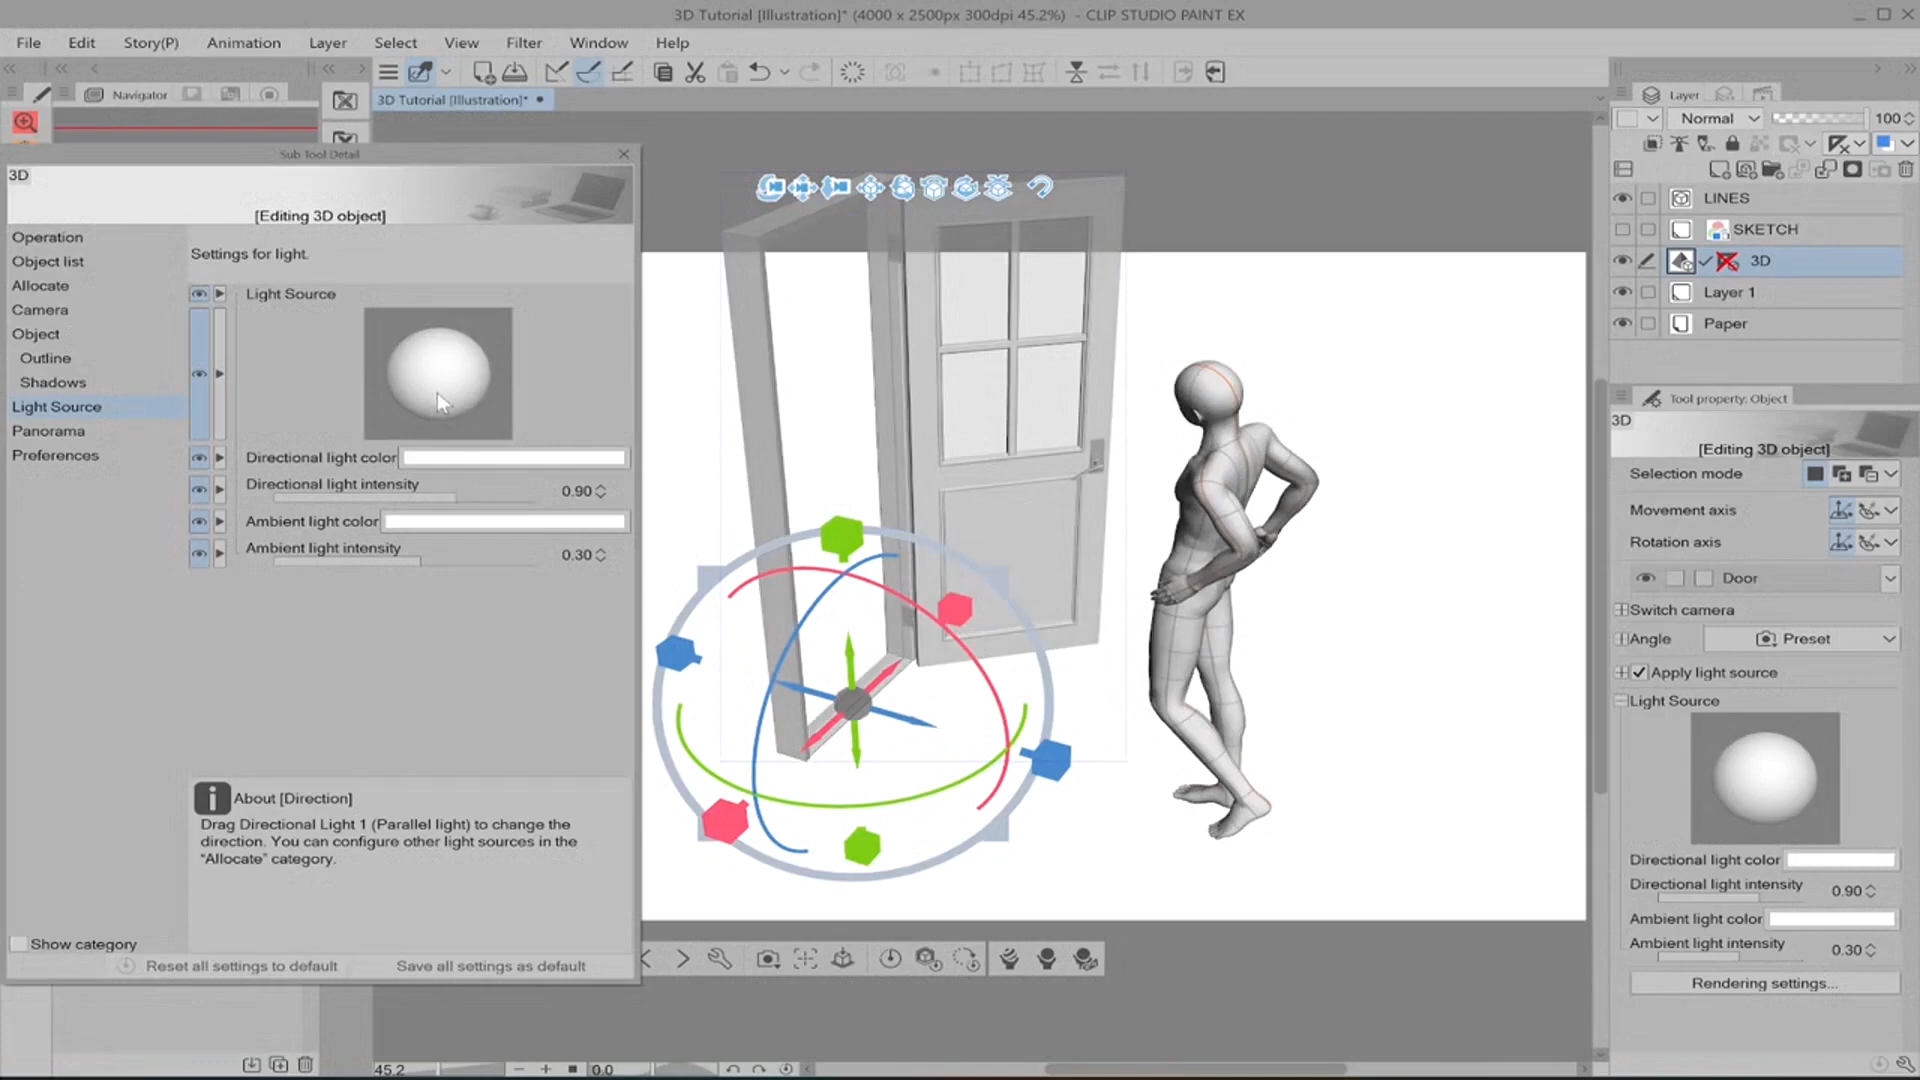 3D Tutorial [Illustration]* (4000 x 2500px 300dpi 45.2%) - CLIP STUDIO PAINT EX
File Edit Story(P) Animation Layer Select View Filter Window Help
Navigator
3D Tutorial [Illustration]*
Sub Tool Detail
3D
[Editing 3D object]
Operation
Object list
Allocate
Camera
Object
Outline
Shadows
Light Source
Panorama
Preferences
Settings for light.
Light Source
Directional light color
Directional light intensity 0.90
Ambient light color
Ambient light intensity 0.30
i About [Direction]
Drag Directional Light 1 (Parallel light) to change the
direction. You can configure other light sources in the
"Allocate" category.
Show category
Reset all settings to default Save all settings as default
45.2 0.0
Layer
Normal 100
LINES
SKETCH
3D
Layer 1
Paper
Tool property: Object
3D
[Editing 3D object]
Selection mode
Movement axis
Rotation axis
Door
Switch camera
Angle Preset
Apply light source
Light Source
Directional light color
Directional light intensity 0.90
Ambient light color
Ambient light intensity 0.30
Rendering settings...